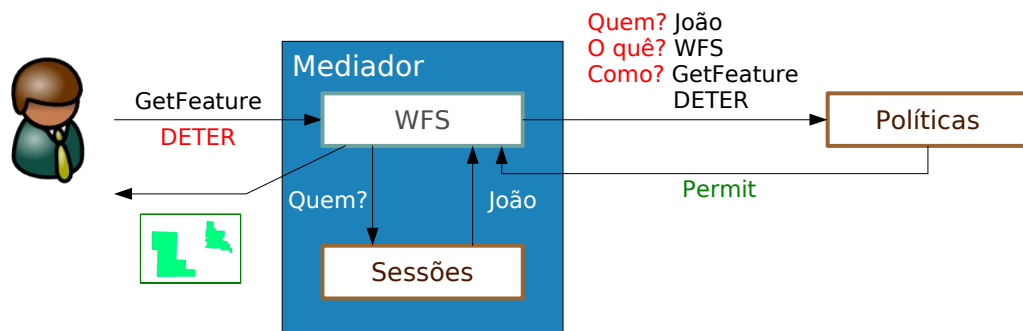 Quem? João
O quê? WFS
Como? GetFeature
DETER
Mediador
GetFeature
DETER
WFS
Políticas
Permit
Quem?
João
Sessões